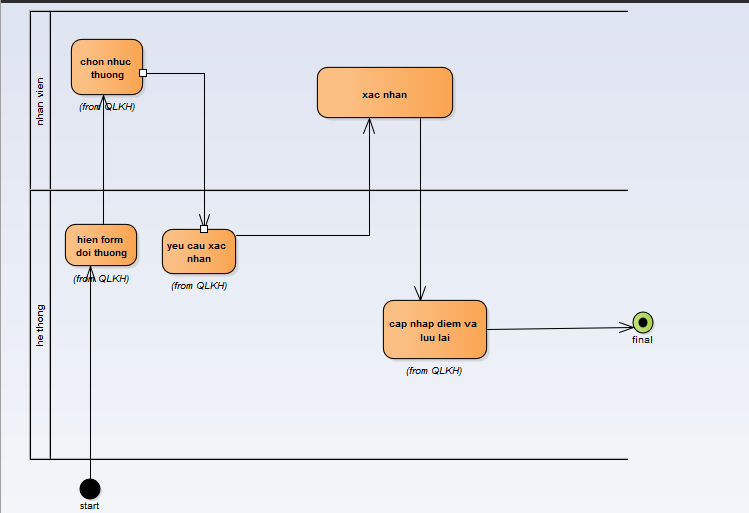 nhan vien
chon nhuc
thuong
(from QLKH)
xac nhan
he thong
hien form
doi thuong
(from QLKH)
yeu cau xac
nhan
(from QLKH)
cap nhap diem va
luu lai
(from QLKH)
final
start